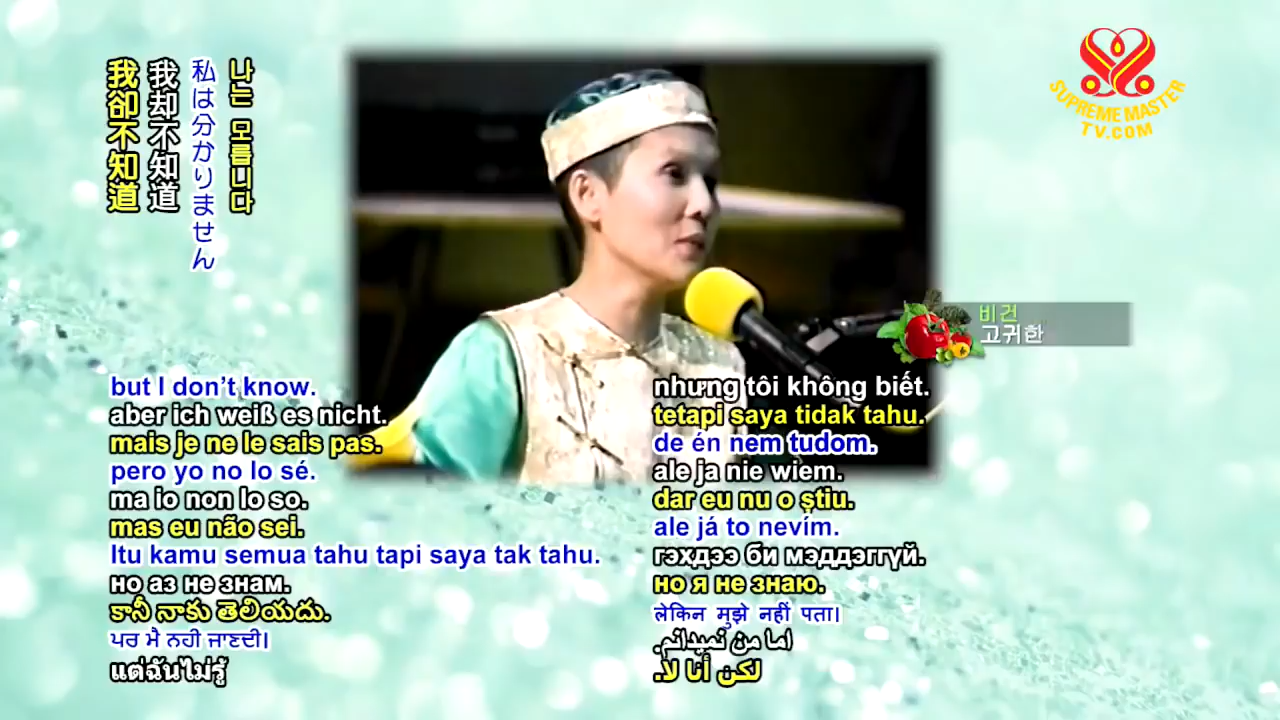 我卻不知道
我却不知道
私は分かりません
나는 모릅니다
SUPREME MASTER
TV.COM
비건
고귀한
but I don't know.
aber ich weiß es nicht.
mais je ne le sais pas.
pero yo no lo sé.
ma io non lo so.
mas eu não sei.
Itu kamu semua tahu tapi saya tak tahu.
но аз не знам.
కానీ నాకు తెలియదు.
ਪਰ ਮੈ ਨਹੀ ਜਾਣਦੀ।
แต่ฉันไม่รู้
nhưng tôi không biết.
tetapi saya tidak tahu.
de én nem tudom.
ale ja nie wiem.
dar eu nu o știu.
ale já to nevím.
гэхдээ би мэддэггүй.
но я не знаю.
लेकिन मुझे नहीं पता।
اما من نمیدانم.
لكن أنا لا.